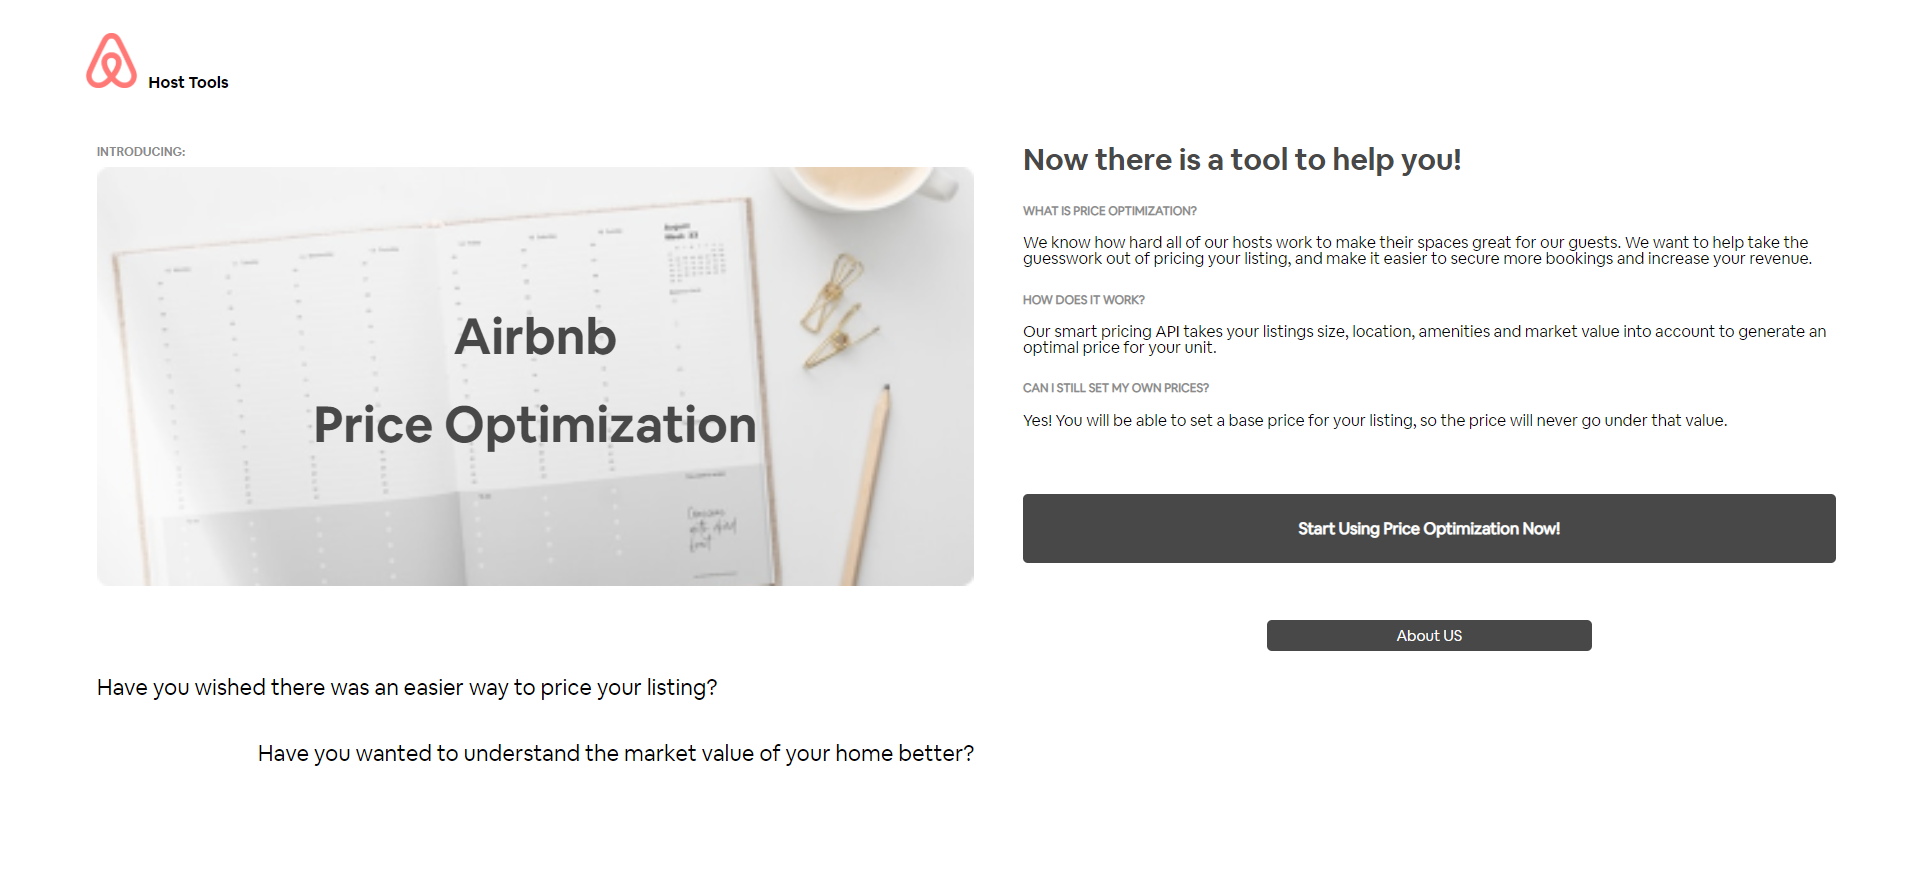 Host Tools
INTRODUCING:
August
Week 33
Airbnb
Price Optimization
Have you wished there was an easier way to price your listing?
Have you wanted to understand the market value of your home better?
Now there is a tool to help you!
WHAT IS PRICE OPTIMIZATION?
We know how hard all of our hosts work to make their spaces great for our guests. We want to help take the
guesswork out of pricing your listing, and make it easier to secure more bookings and increase your revenue.
HOW DOES IT WORK?
Our smart pricing API takes your listings size, location, amenities and market value into account to generate an
optimal price for your unit.
CAN I STILL SET MY OWN PRICES?
Yes! You will be able to set a base price for your listing, so the price will never go under that value.
Start Using Price Optimization Now!
About US